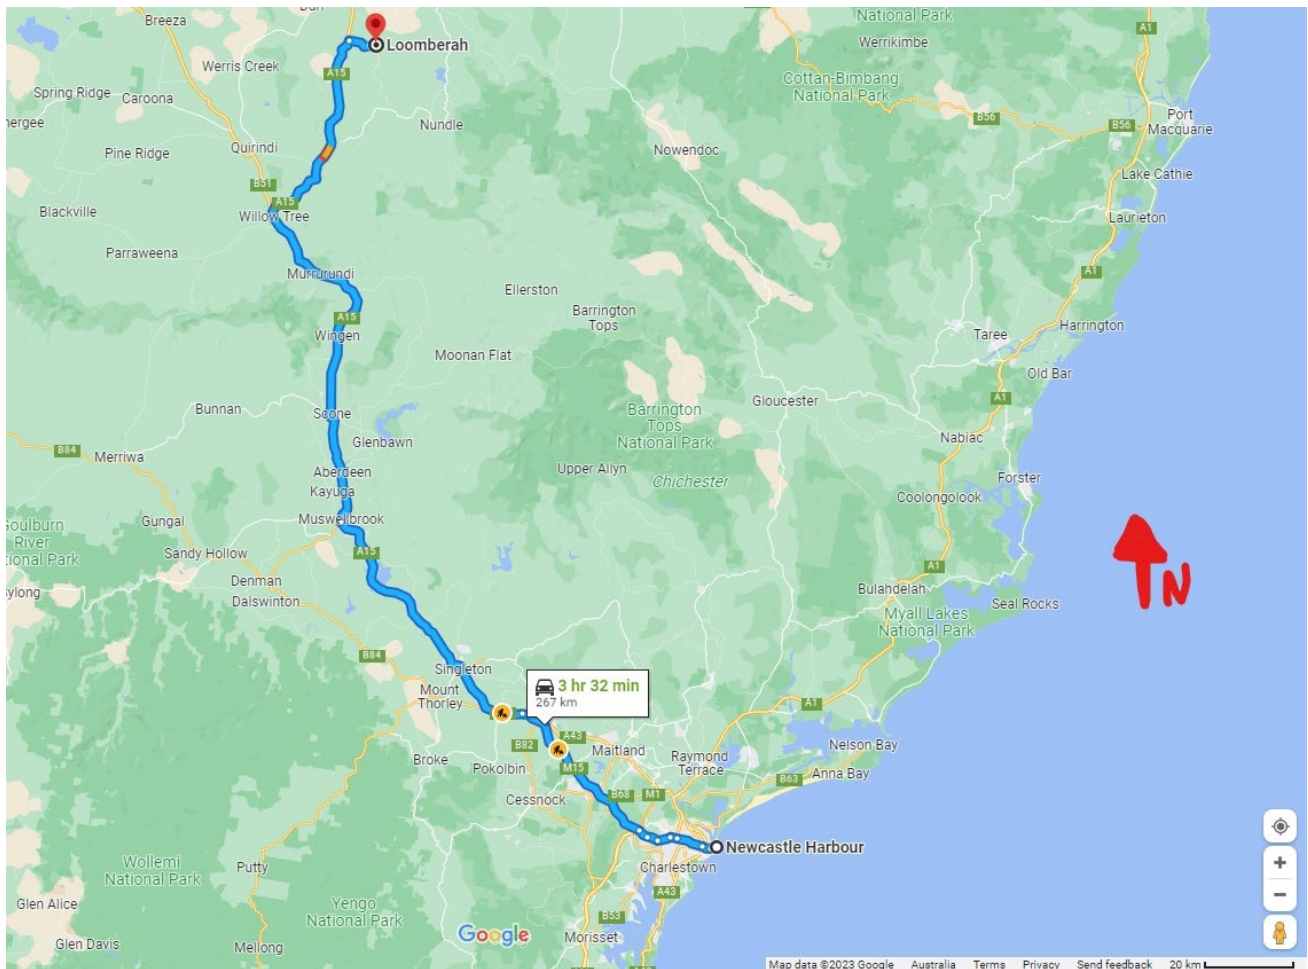 Breeza
National Park
Werrikimbe
A1
Loomberah
Werris Creek
A15
Cottan-Bimbang
National Park
Spring Ridge
Caroona
Nundle
B56
B56
Port
Macquarie
Pine Ridge
Quirindi
Nowendoc
Lake Cathie
B51
A15
Willow Tree
Blackville
Laurieton
Parraweena
Murrurundi
A1
Ellerston
A15
Wingen
Barrington
Tops
Harrington
Taree
Moonan Flat
Old Bar
Bunnan
Scone
Gloucester
A1
Barrington
Tops
National Park
Glenbawn
Nabiac
B84
Merriwa
Aberdeen
Upper Allyn
Chichester
Forster
Kayuga
Coolongolook
Muswellbrook
Gungal
Goulburn
River
National Park
A15
Sandy Hollow
N
A1
Denman
Bylong
Dalswinton
Bulahdelah
Seal Rocks
Myall Lakes
National Park
B84
Singleton
3 hr 32 min
267 km
Mount
Thorley
A1
A43
B82
Maitland
Nelson Bay
Broke
Pokolbin
M15
Raymond
Terrace
Anna Bay
B63
Cessnock
B68
M1
Newcastle Harbour
Charlestown
Wollemi
National Park
Putty
A43
Glen Alice
Yengo
National Park
B53
Google
Morisset
Glen Davis
Mellong
Map data ©2023 Google Australia Terms Privacy Send feedback 20 km